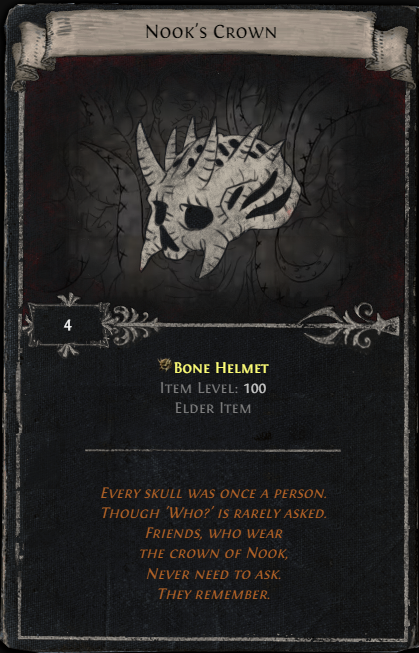 Nook's Crown
4
Bone Helmet
Item Level: 100
Elder Item
Every skull was once a person.
Though 'Who?' is rarely asked.
Friends, who wear
the crown of Nook,
Never need to ask.
They remember.